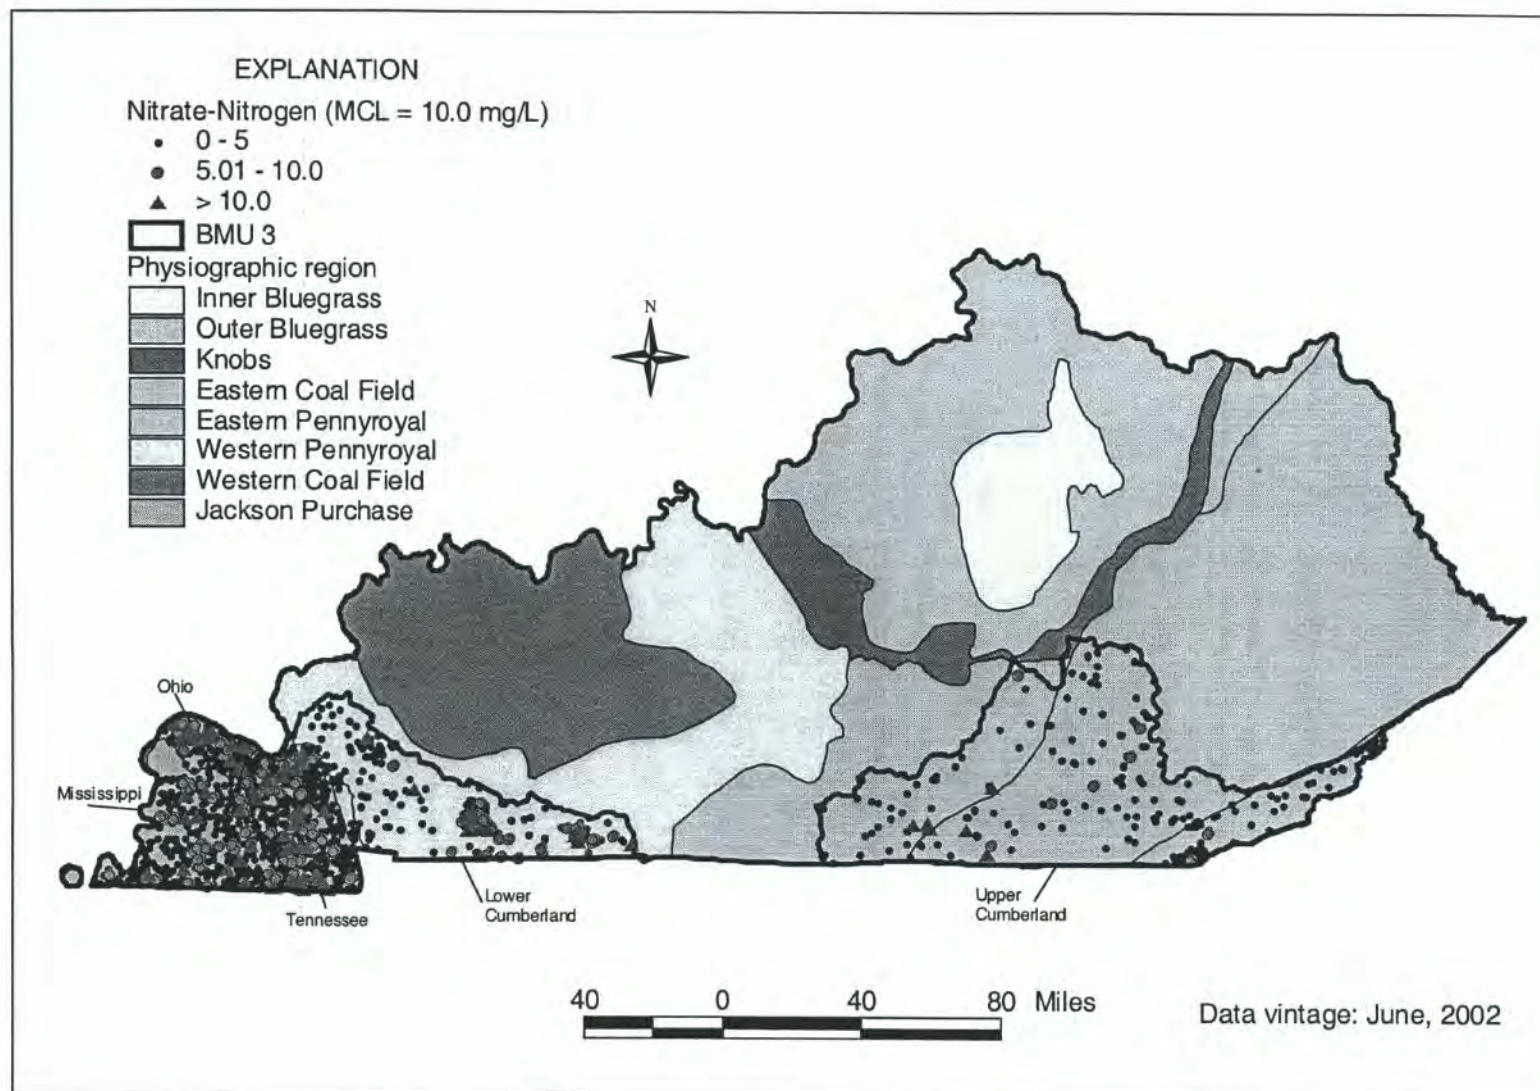 EXPLANATION
Nitrate-Nitrogen (MCL = 10.0 mg/L)
0 - 5
5.01 - 10.0
> 10.0
BMU 3
Physiographic region
Inner Bluegrass
Outer Bluegrass
Knobs
Eastern Coal Field
Eastern Pennyroyal
Western Pennyroyal
Western Coal Field
Jackson Purchase
N
Ohio
Mississippi
Tennessee
Lower
Cumberland
Upper
Cumberland
40 0 40 80 Miles
Data vintage: June, 2002